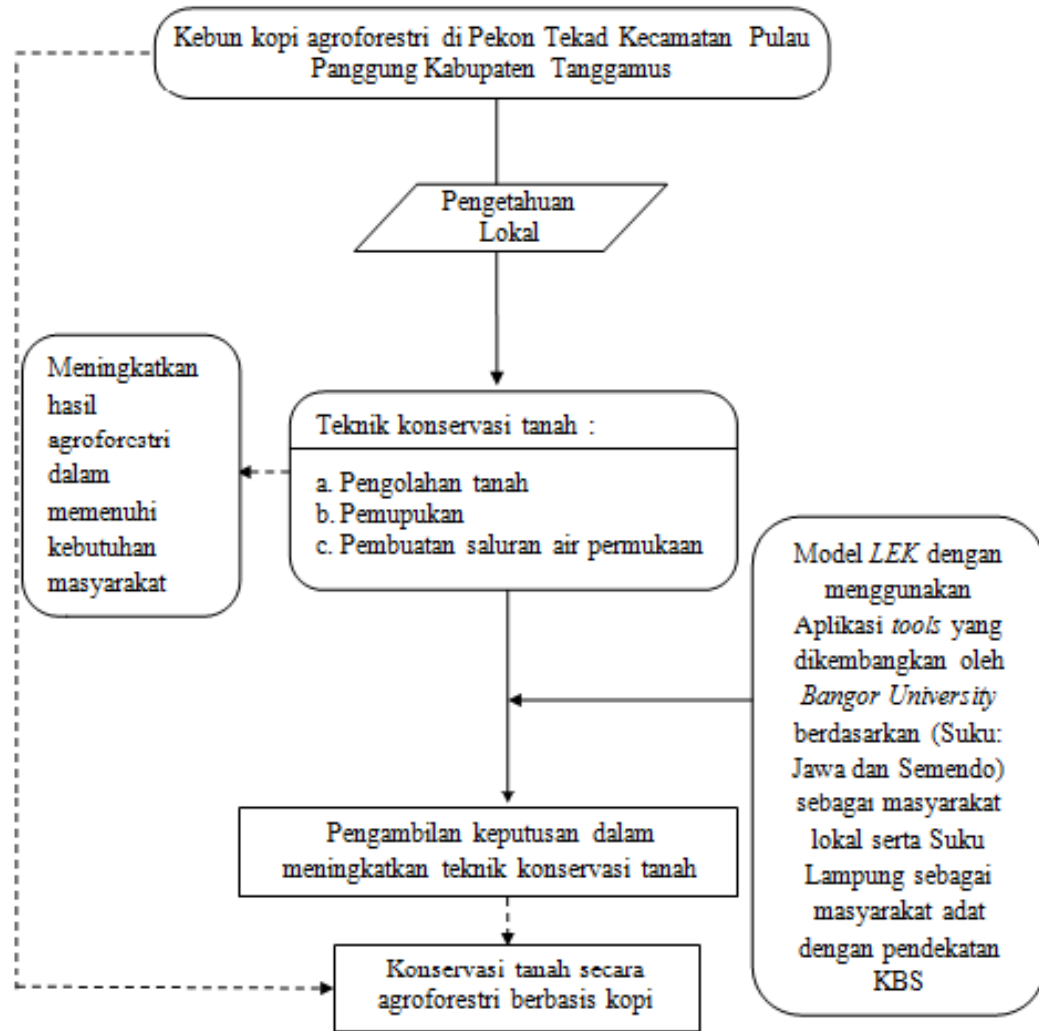 Kebun kopi agroforestri di Pekon Tekad Kecamatan Pulau
Panggung Kabupaten Tanggamus
Pengetahuan
Lokal
Meningkatkan
hasil
agroforestri
dalam
memenuhi
kebutuhan
masyarakat
Teknik konservasi tanah :
a. Pengolahan tanah
b. Pemupukan
c. Pembuatan saluran air permukaan
Model LEK dengan
menggunakan
Aplikasi tools yang
dikembangkan oleh
Bangor University
berdasarkan (Suku:
Jawa dan Semendo)
sebagai masyarakat
lokal serta Suku
Lampung sebagai
masyarakat adat
dengan pendekatan
KBS
Pengambilan keputusan dalam
meningkatkan teknik konservasi tanah
Konservasi tanah secara
agroforestri berbasis kopi